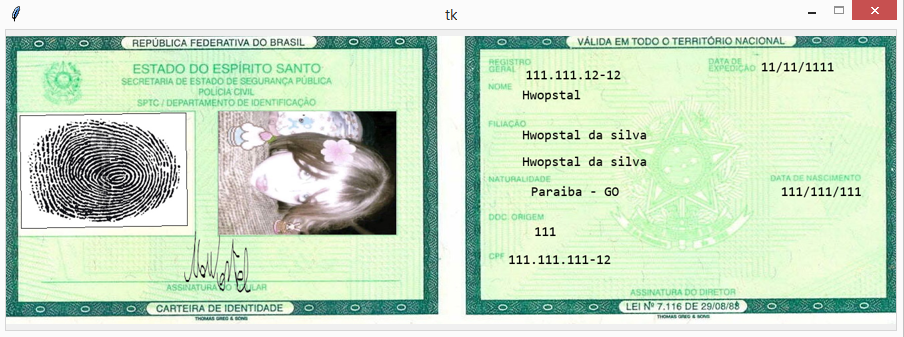 tk
REPÚBLICA FEDERATIVA DO BRASIL
ESTADO DO ESPÍRITO SANTO
SECRETARIA DE ESTADO DE SEGURANÇA PÚBLICA
POLÍCIA CIVIL
SPTC / DEPARTAMENTO DE IDENTIFICAÇÃO
ASSINATURA DO TITULAR
CARTEIRA DE IDENTIDADE
THOMAS GREG & SONS
VÁLIDA EM TODO O TERRITÓRIO NACIONAL
REGISTRO
GERAL
111.111.12-12
DATA DE
EXPEDIÇÃO
11/11/1111
NOME
Hwopstal
FILIAÇÃO
Hwopstal da silva
Hwopstal da silva
NATURALIDADE
Paraiba - GO
DATA DE NASCIMENTO
111/111/111
DOC. ORIGEM
111
CPF
111.111.111-12
ASSINATURA DO DIRETOR
LEI Nº 7.116 DE 29/08/83
THOMAS GREG & SONS